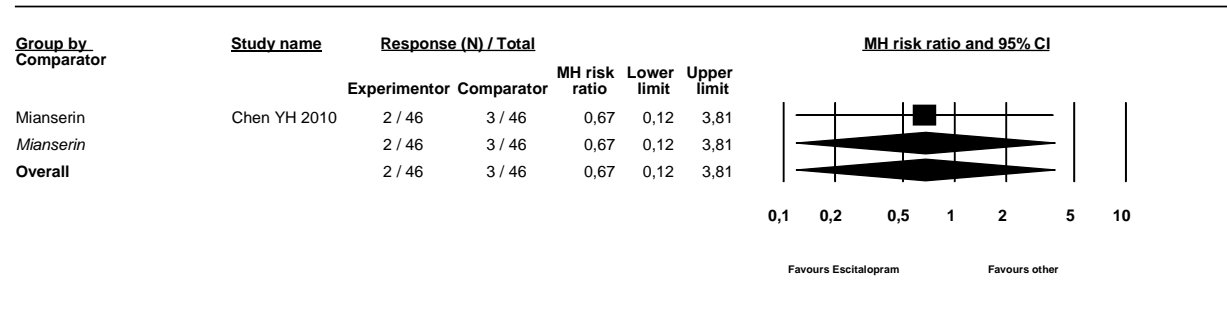 Group by Comparator Study name Response (N) / Total MH risk ratio and 95% CI
Experimentor Comparator MH risk ratio Lower limit Upper limit
Mianserin Chen YH 2010 2 / 46 3 / 46 0,67 0,12 3,81
Mianserin 2 / 46 3 / 46 0,67 0,12 3,81
Overall 2 / 46 3 / 46 0,67 0,12 3,81
0,1 0,2 0,5 1 2 5 10
Favours Escitalopram Favours other